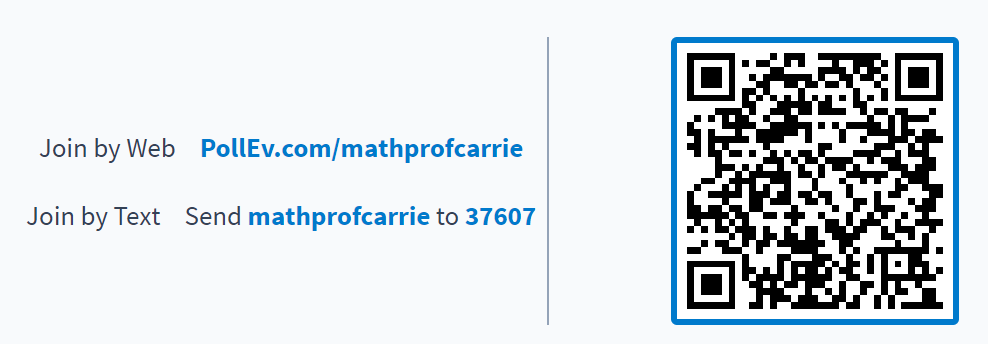 Join by Web PollEv.com/mathprofcarrie
Join by Text Send mathprofcarrie to 37607